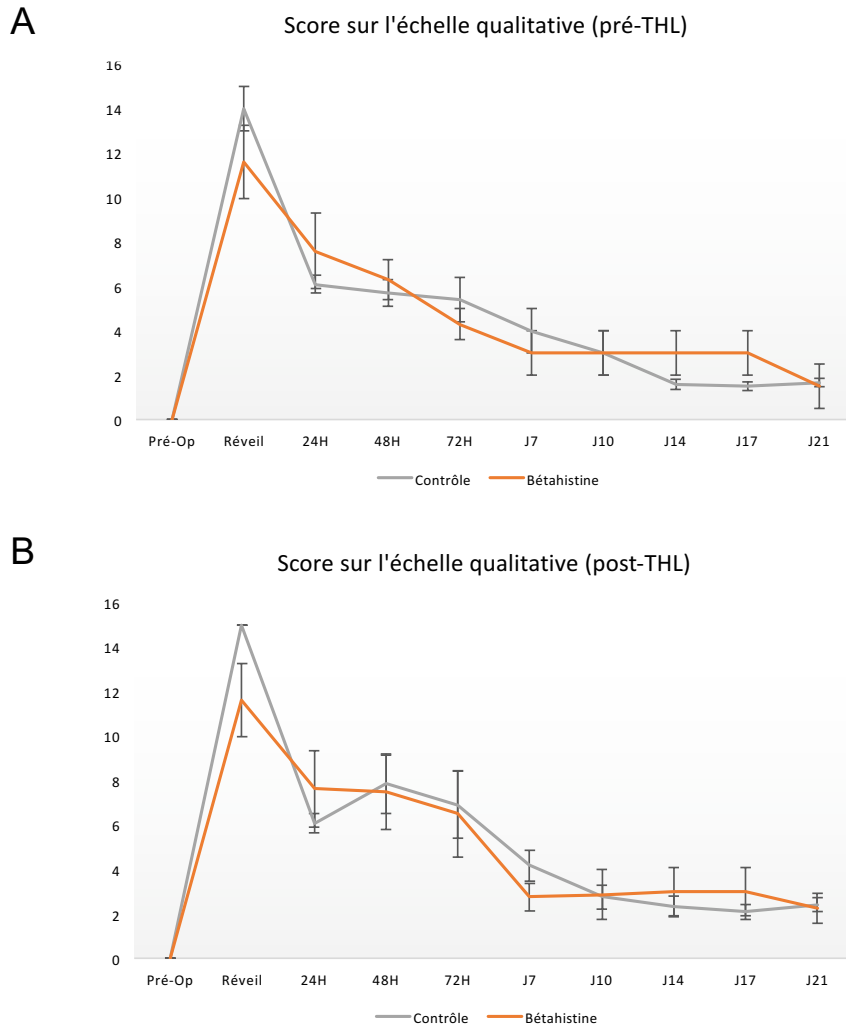 A
Score sur l'échelle qualitative (pré-THL)
16
14
12
10
8
6
4
2
0
Pré-Op Réveil 24H 48H 72H J7 J10 J14 J17 J21
Contrôle Bétahistine
B
Score sur l'échelle qualitative (post-THL)
16
14
12
10
8
6
4
2
0
Pré-Op Réveil 24H 48H 72H J7 J10 J14 J17 J21
Contrôle Bétahistine